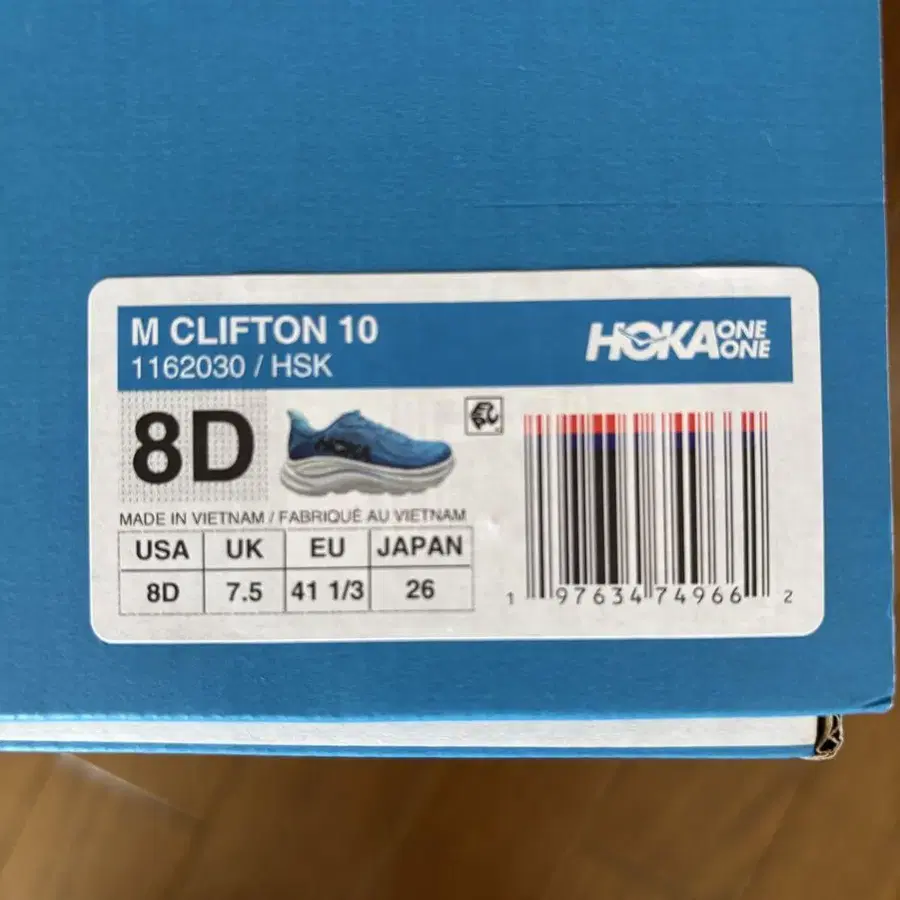 M CLIFTON 10
1162030 / HSK
HOKA ONE ONE
8D
HOKA
MADE IN VIETNAM / FABRIQUÉ AU VIETNAM
USA UK EU JAPAN
8D 7.5 41 1/3 26
1 97634 74966 2